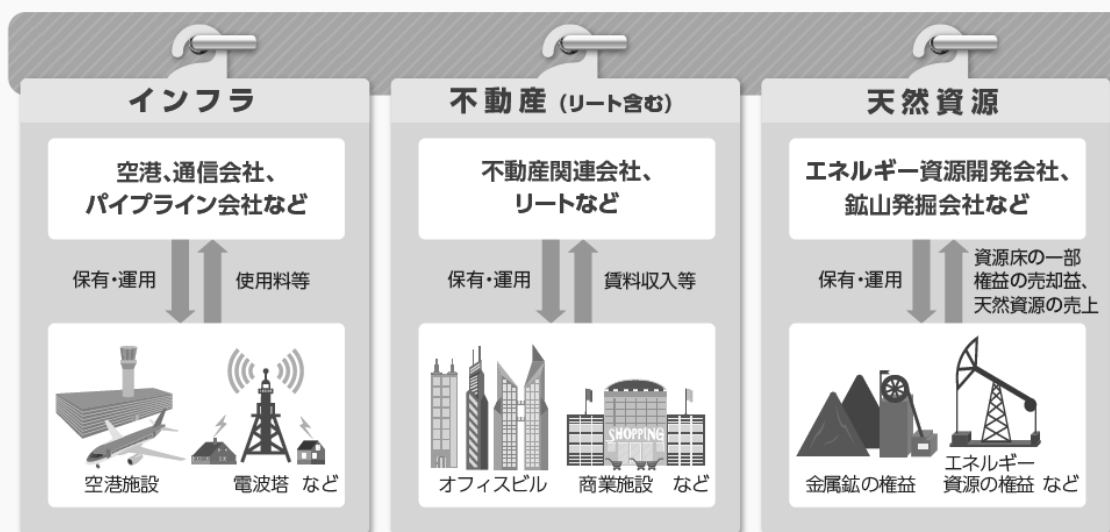 インフラ
空港、通信会社、
パイプライン会社など
保有・運用
使用料等
空港施設
電波塔 など
不動産（リート含む）
不動産関連会社、
リートなど
保有・運用
賃料収入等
SHOPPING
オフィスビル
商業施設 など
天然資源
エネルギー資源開発会社、
鉱山発掘会社など
保有・運用
資源床の一部
権益の売却益、
天然資源の売上
金属鉱の権益
エネルギー
資源の権益 など